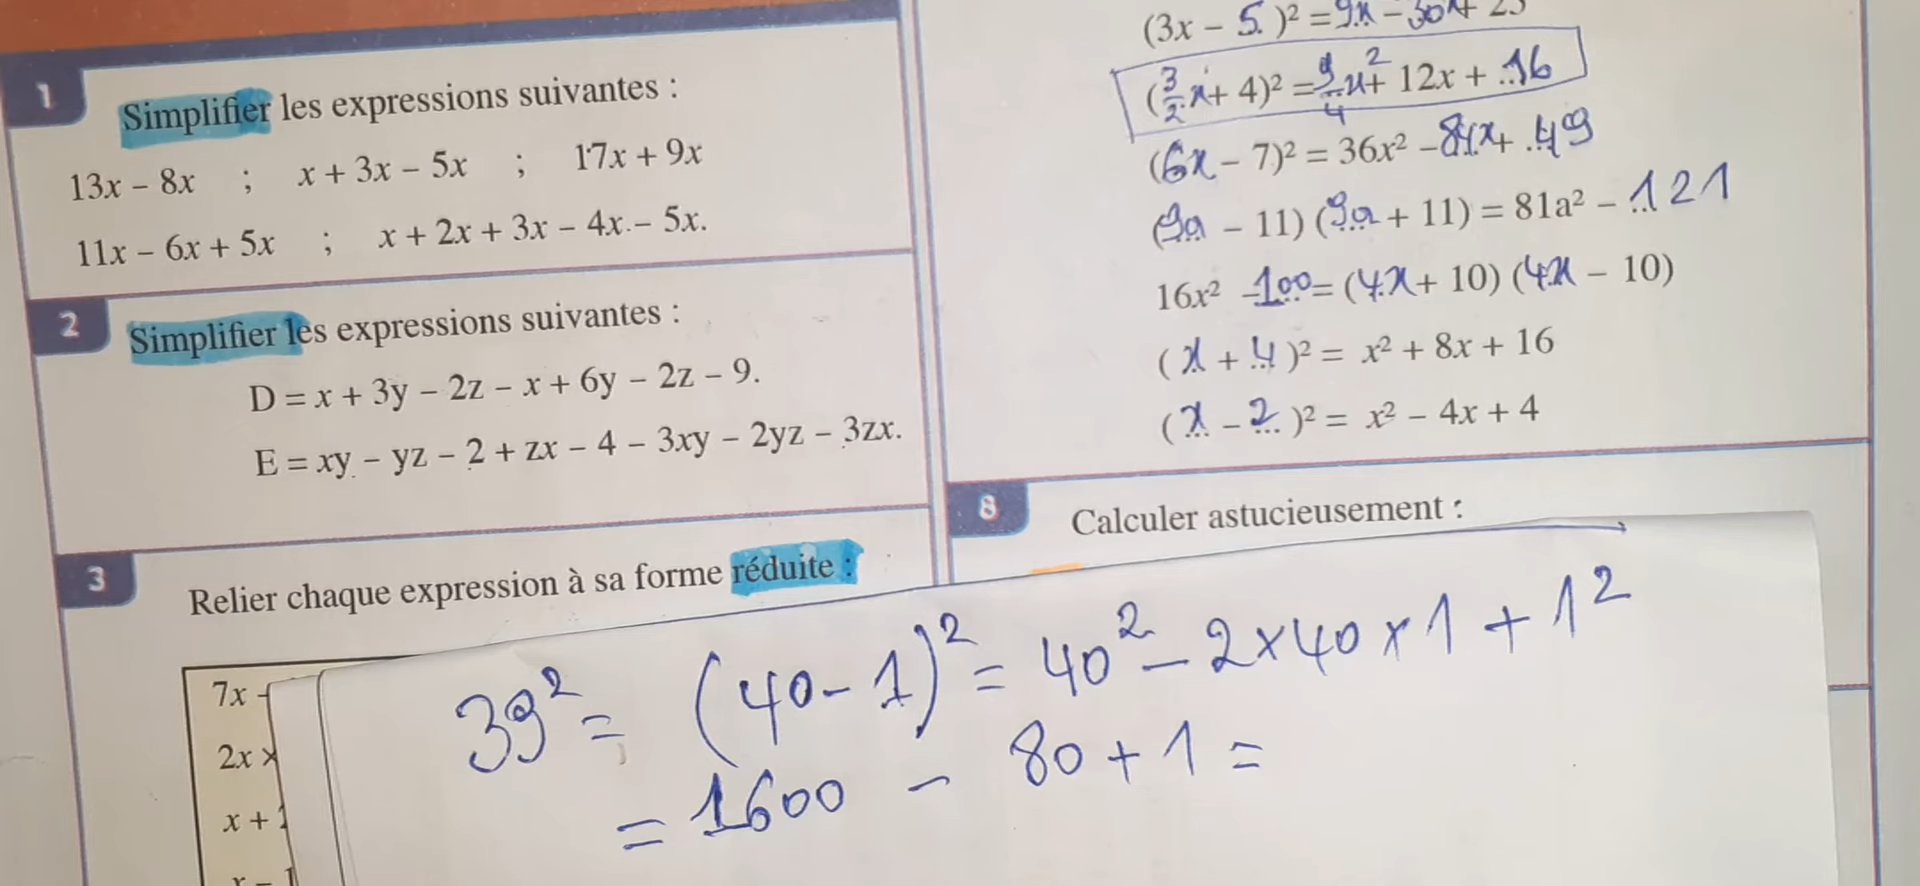 1 Simplifier les expressions suivantes :
13x – 8x ; x + 3x – 5x ; 17x + 9x
11x – 6x + 5x ; x + 2x + 3x – 4x – 5x.
2 Simplifier les expressions suivantes :
D = x + 3y – 2z – x + 6y – 2z – 9.
E = xy – yz – 2 + zx – 4 – 3xy – 2yz – 3zx.
3 Relier chaque expression à sa forme réduite :
7x -
2x ×
x +
x – 1
(3x – 5)² = 9x – 30x + 25
(3/2 x + 4)² = 9/4 x² + 12x + 16
(6x – 7)² = 36x² – 84x + 49
(9a – 11) (9a + 11) = 81a² – 121
16x² – 100 = (4x + 10) (4x – 10)
(x + 4)² = x² + 8x + 16
(x – 2)² = x² – 4x + 4
8 Calculer astucieusement :
39² = (40 - 1)² = 40² - 2×40×1 + 1²
= 1600 - 80 + 1 =